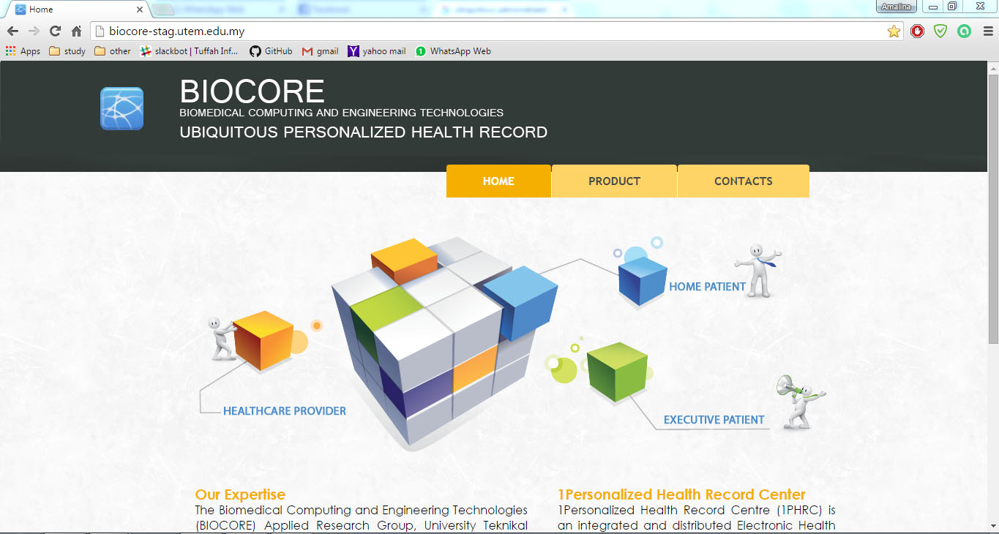 Home
Amalina
biocore-stag.utem.edu.my
Apps study other slackbot | Tuffah Inf... GitHub gmail yahoo mail 1 WhatsApp Web
BIOCORE
BIOMEDICAL COMPUTING AND ENGINEERING TECHNOLOGIES
UBIQUITOUS PERSONALIZED HEALTH RECORD
HOME PRODUCT CONTACTS
HOME PATIENT
HEALTHCARE PROVIDER
EXECUTIVE PATIENT
Our Expertise
The Biomedical Computing and Engineering Technologies
(BIOCORE) Applied Research Group, University Teknikal
1Personalized Health Record Center
1Personalized Health Record Centre (1PHRC) is
an integrated and distributed Electronic Health